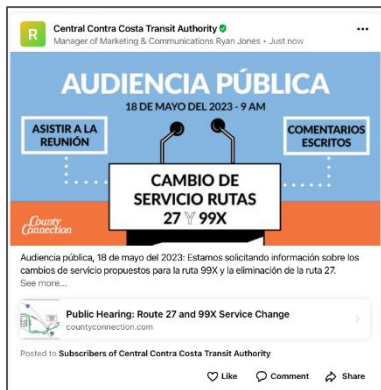 R
Central Contra Costa Transit Authority
Manager of Marketing & Communications Ryan Jones • Just now
AUDIENCIA PÚBLICA
18 DE MAYO DEL 2023 - 9 AM
ASISTIR A LA
REUNIÓN
COMENTARIOS
ESCRITOS
CAMBIO DE
SERVICIO RUTAS
27 Y 99X
County
Connection
Audiencia pública, 18 de mayo del 2023: Estamos solicitando información sobre los
cambios de servicio propuestos para la ruta 99X y la eliminación de la ruta 27.
See more...
Public Hearing: Route 27 and 99X Service Change
countyconnection.com
Posted to Subscribers of Central Contra Costa Transit Authority
Like Comment Share